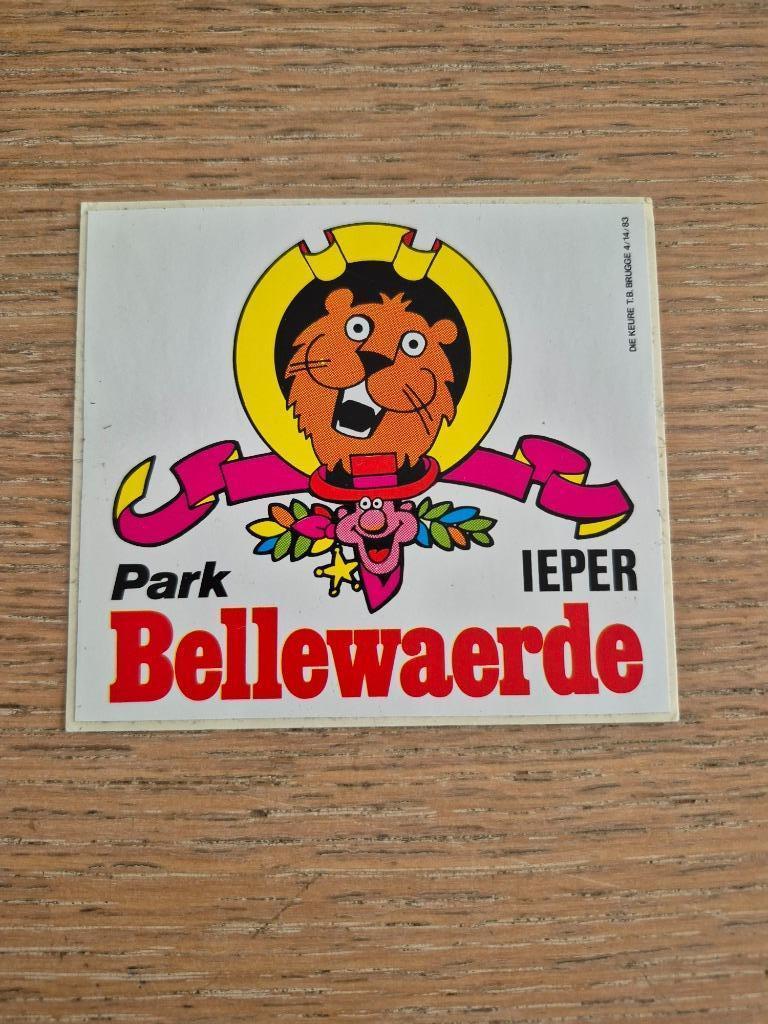 DIE KEURE T.B. BRUGGE 4/14/83
Park
IEPER
Bellewaerde